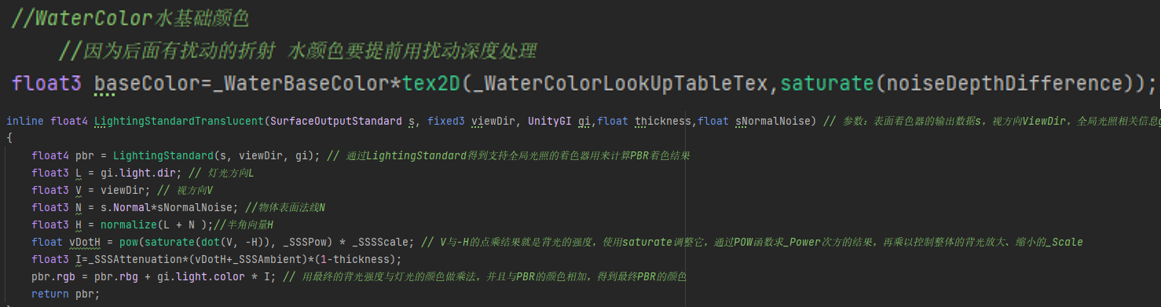 //WaterColor水基础颜色
//因为后面有扰动的折射 水颜色要提前用扰动深度处理
float3 baseColor=_WaterBaseColor*tex2D(_WaterColorLookUpTableTex,saturate(noiseDepthDifference));
inline float4 LightingStandardTranslucent(SurfaceOutputStandard s, fixed3 viewDir, UnityGI gi,float thickness,float sNormalNoise) // 参数：表面着色器的输出数据s，视方向ViewDir，全局光照相关信息g
{
float4 pbr = LightingStandard(s, viewDir, gi); // 通过LightingStandard得到支持全局光照的着色器用来计算PBR着色结果
float3 L = gi.light.dir; // 灯光方向L
float3 V = viewDir; // 视方向V
float3 N = s.Normal*sNormalNoise; //物体表面法线N
float3 H = normalize(L + N );//半角向量H
float vDotH = pow(saturate(dot(V, -H)), _SSSPow) * _SSSScale; // V与-H的点乘结果就是背光的强度，使用saturate调整它，通过POW函数求_Power次方的结果，再乘以控制整体的背光放大、缩小的_Scale
float3 I=_SSSAttenuation*(vDotH+_SSSAmbient)*(1-thickness);
pbr.rgb = pbr.rbg + gi.light.color * I; // 用最终的背光强度与灯光的颜色做乘法，并且与PBR的颜色相加，得到最终PBR的颜色
return pbr;